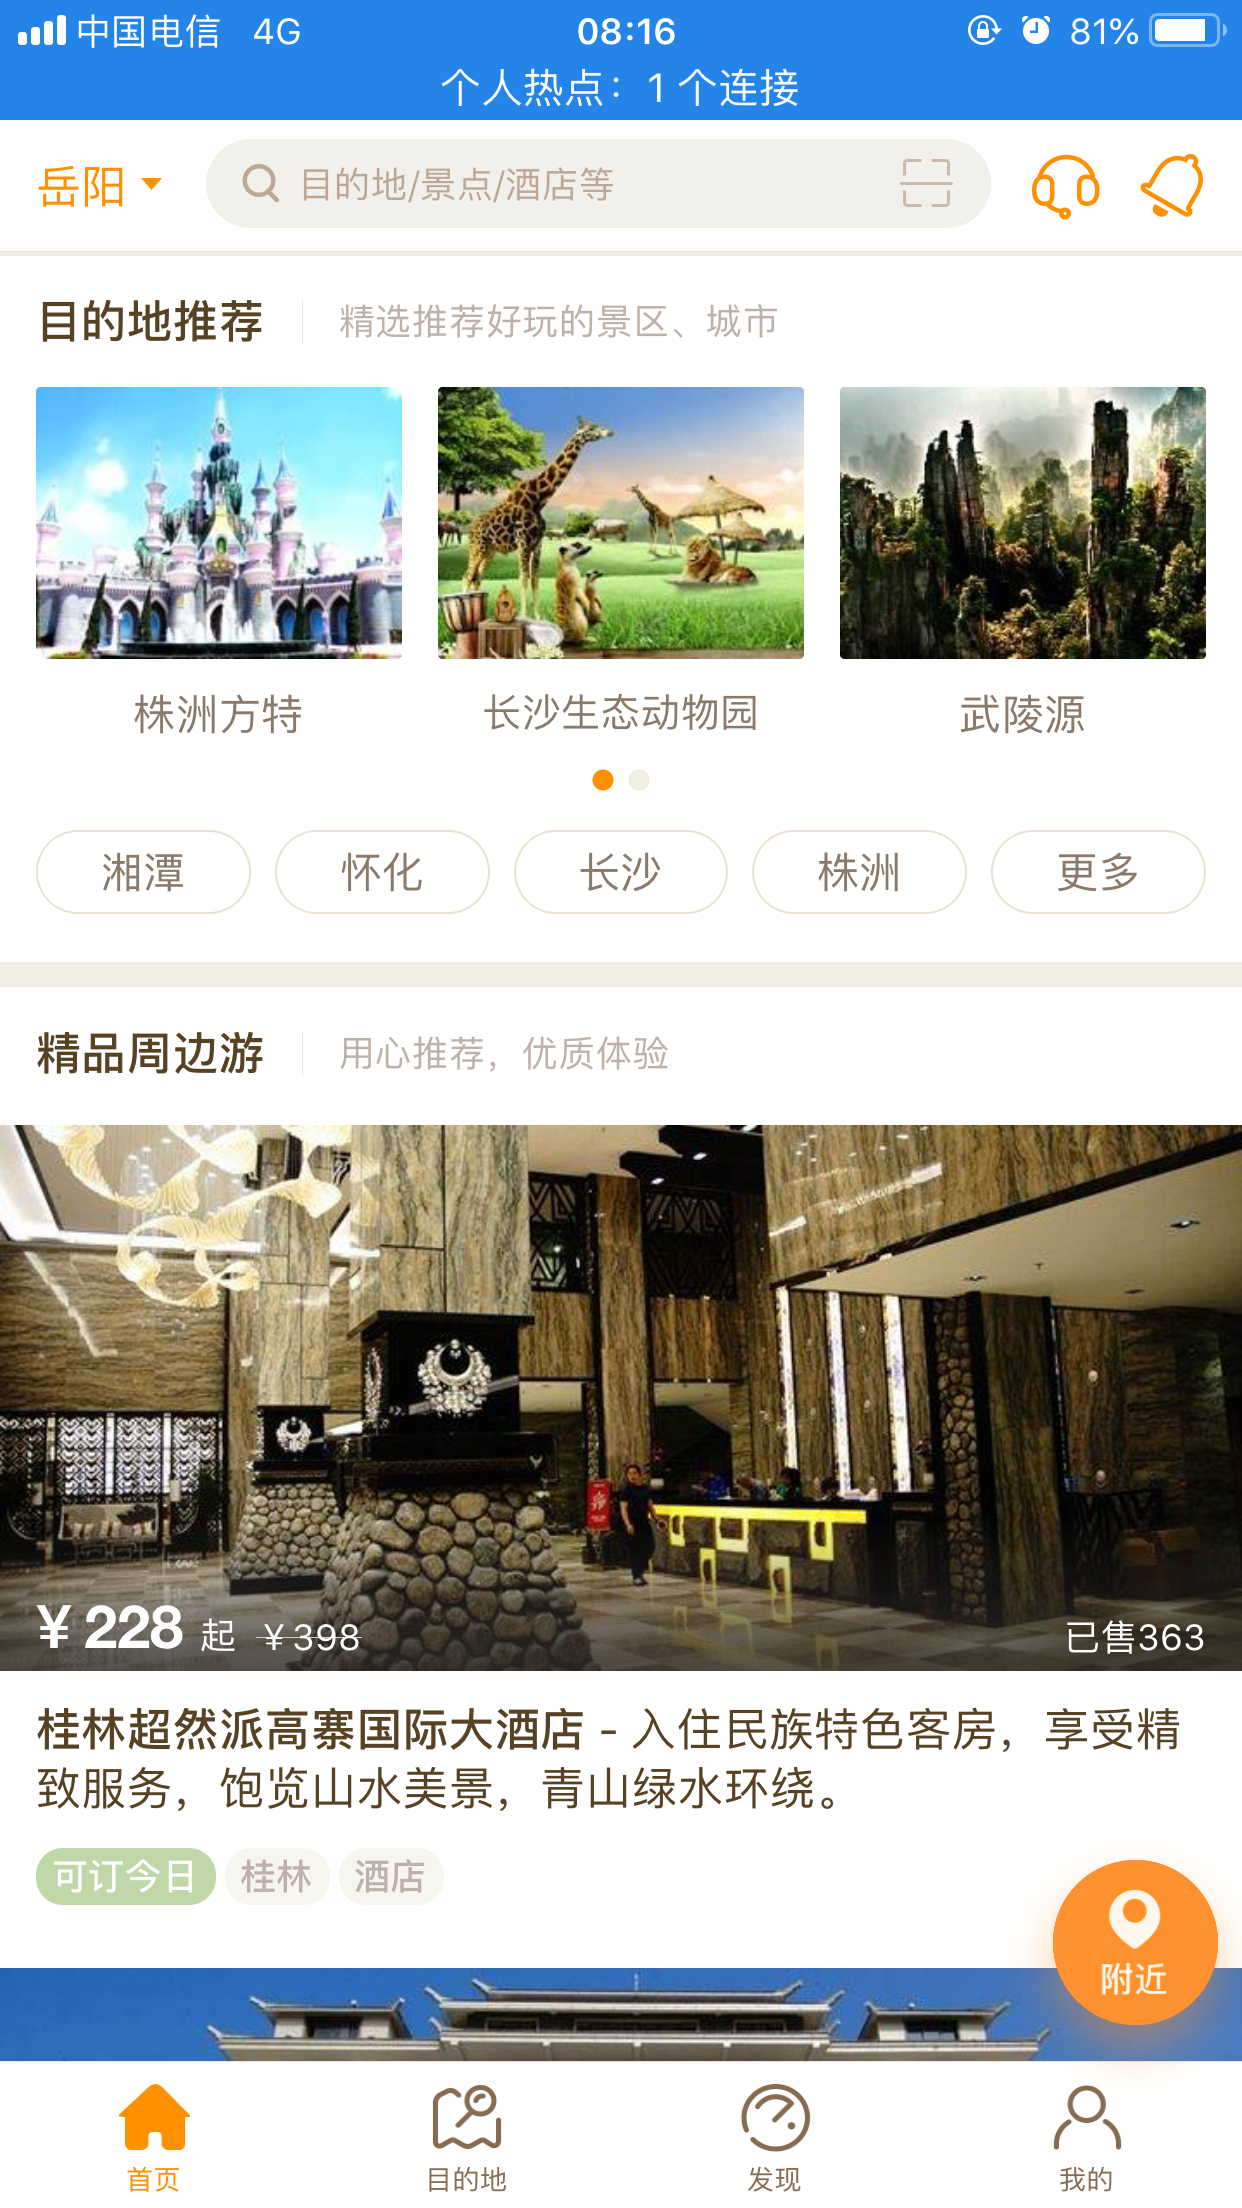 中国电信 4G 08:16 81%
个人热点：1 个连接
岳阳 目的地/景点/酒店等
目的地推荐 精选推荐好玩的景区、城市
株洲方特 长沙生态动物园 武陵源
湘潭 怀化 长沙 株洲 更多
精品周边游 用心推荐，优质体验
¥228 起 ¥398 已售363
桂林超然派高寨国际大酒店 - 入住民族特色客房，享受精
致服务，饱览山水美景，青山绿水环绕。
可订今日 桂林 酒店
附近
首页 目的地 发现 我的